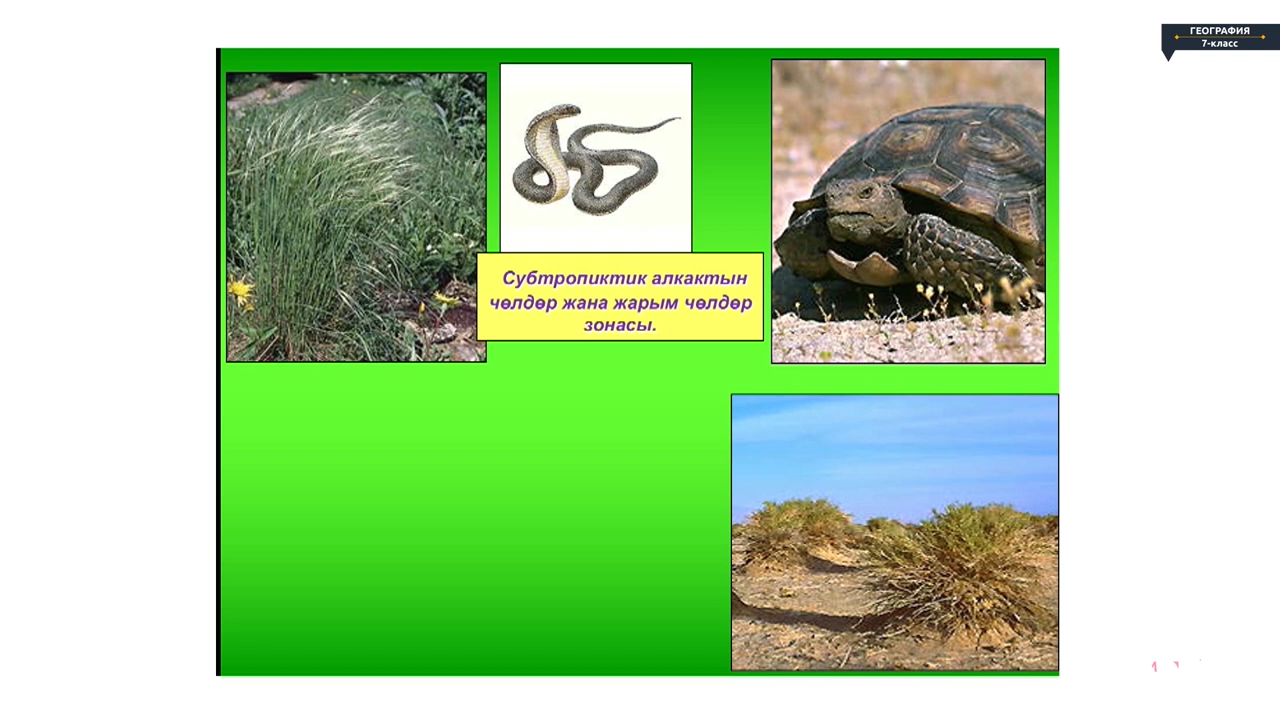 ГЕОГРАФИЯ
7-класс
Субтропиктик алкактын
чөлдөр жана жарым чөлдөр
зонасы.